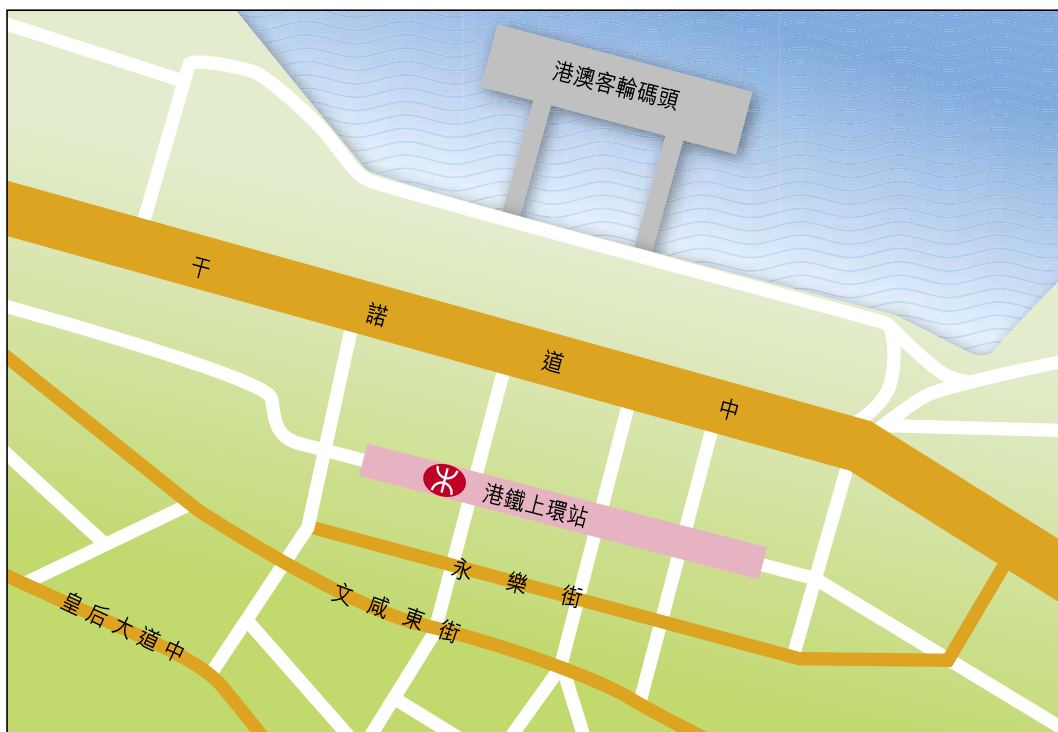 港澳客輪碼頭
干諾道中
港鐵上環站
永樂街
文咸東街
皇后大道中